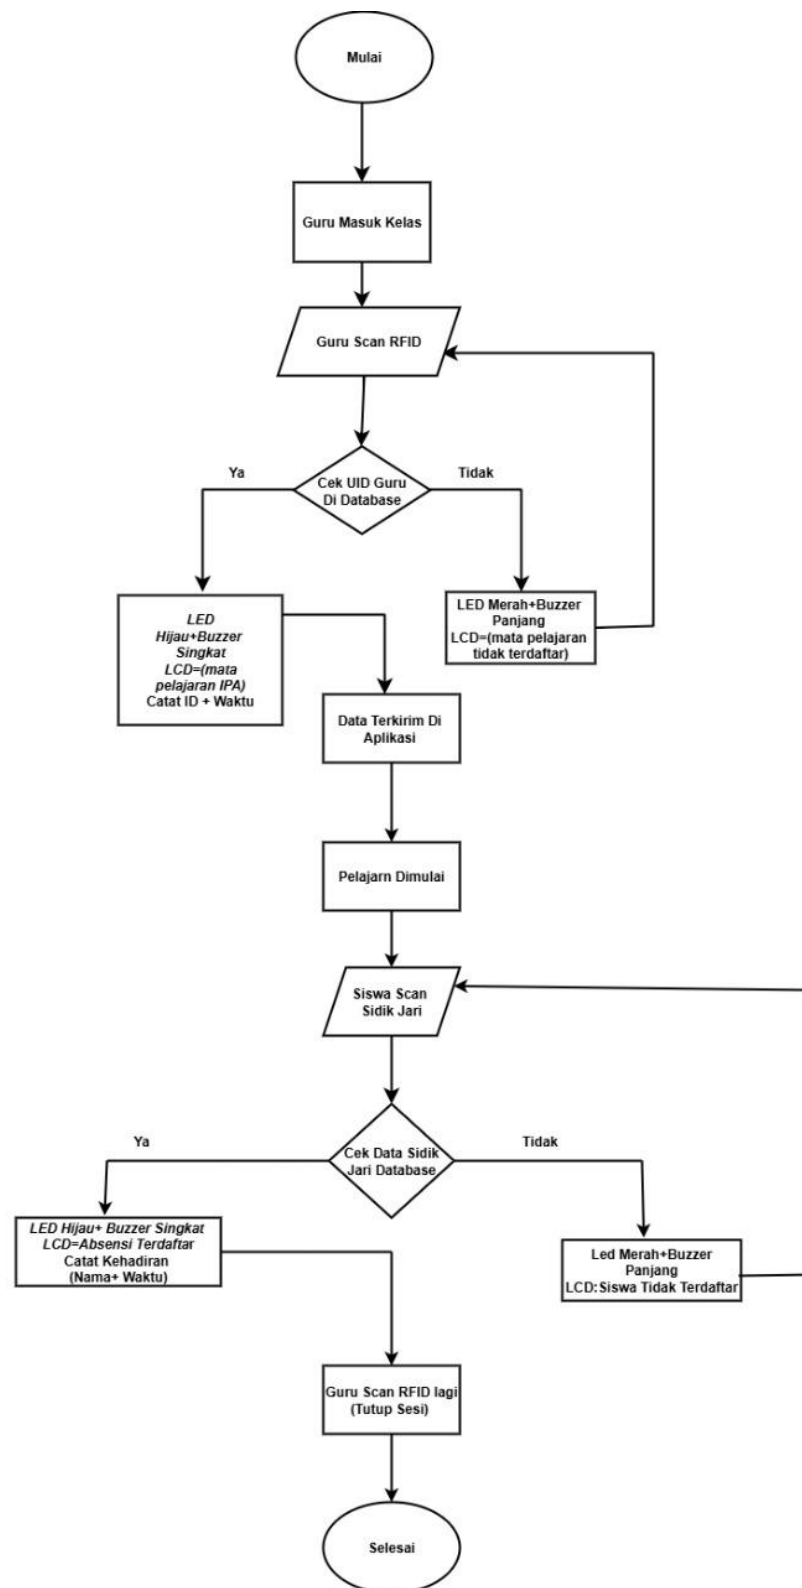 Mulai
Guru Masuk Kelas
Guru Scan RFID
Ya
Tidak
Cek UID Guru
Di Database
LED
Hijau+Buzzer
Singkat
LCD=(mata
pelajaran IPA)
Catat ID + Waktu
LED Merah+Buzzer
Panjang
LCD=(mata pelajaran
tidak terdaftar)
Data Terkirim Di
Aplikasi
Pelajarn Dimulai
Siswa Scan
Sidik Jari
Ya
Tidak
Cek Data Sidik
Jari Database
LED Hijau+ Buzzer Singkat
LCD=Absensi Terdaftar
Catat Kehadiran
(Nama+ Waktu)
Led Merah+Buzzer
Panjang
LCD:Siswa Tidak Terdaftar
Guru Scan RFID lagi
(Tutup Sesi)
Selesai